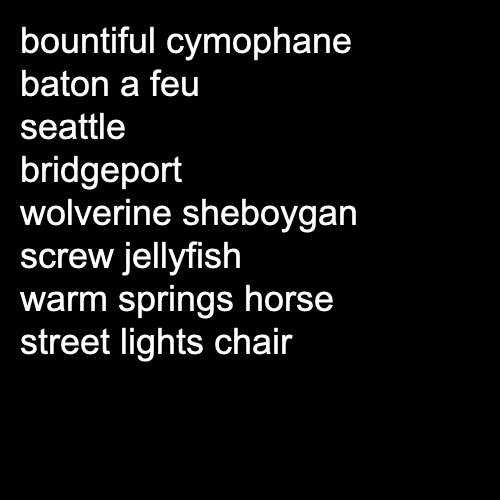 bountiful cymophane
baton a feu
seattle
bridgeport
wolverine sheboygan
screw jellyfish
warm springs horse
street lights chair